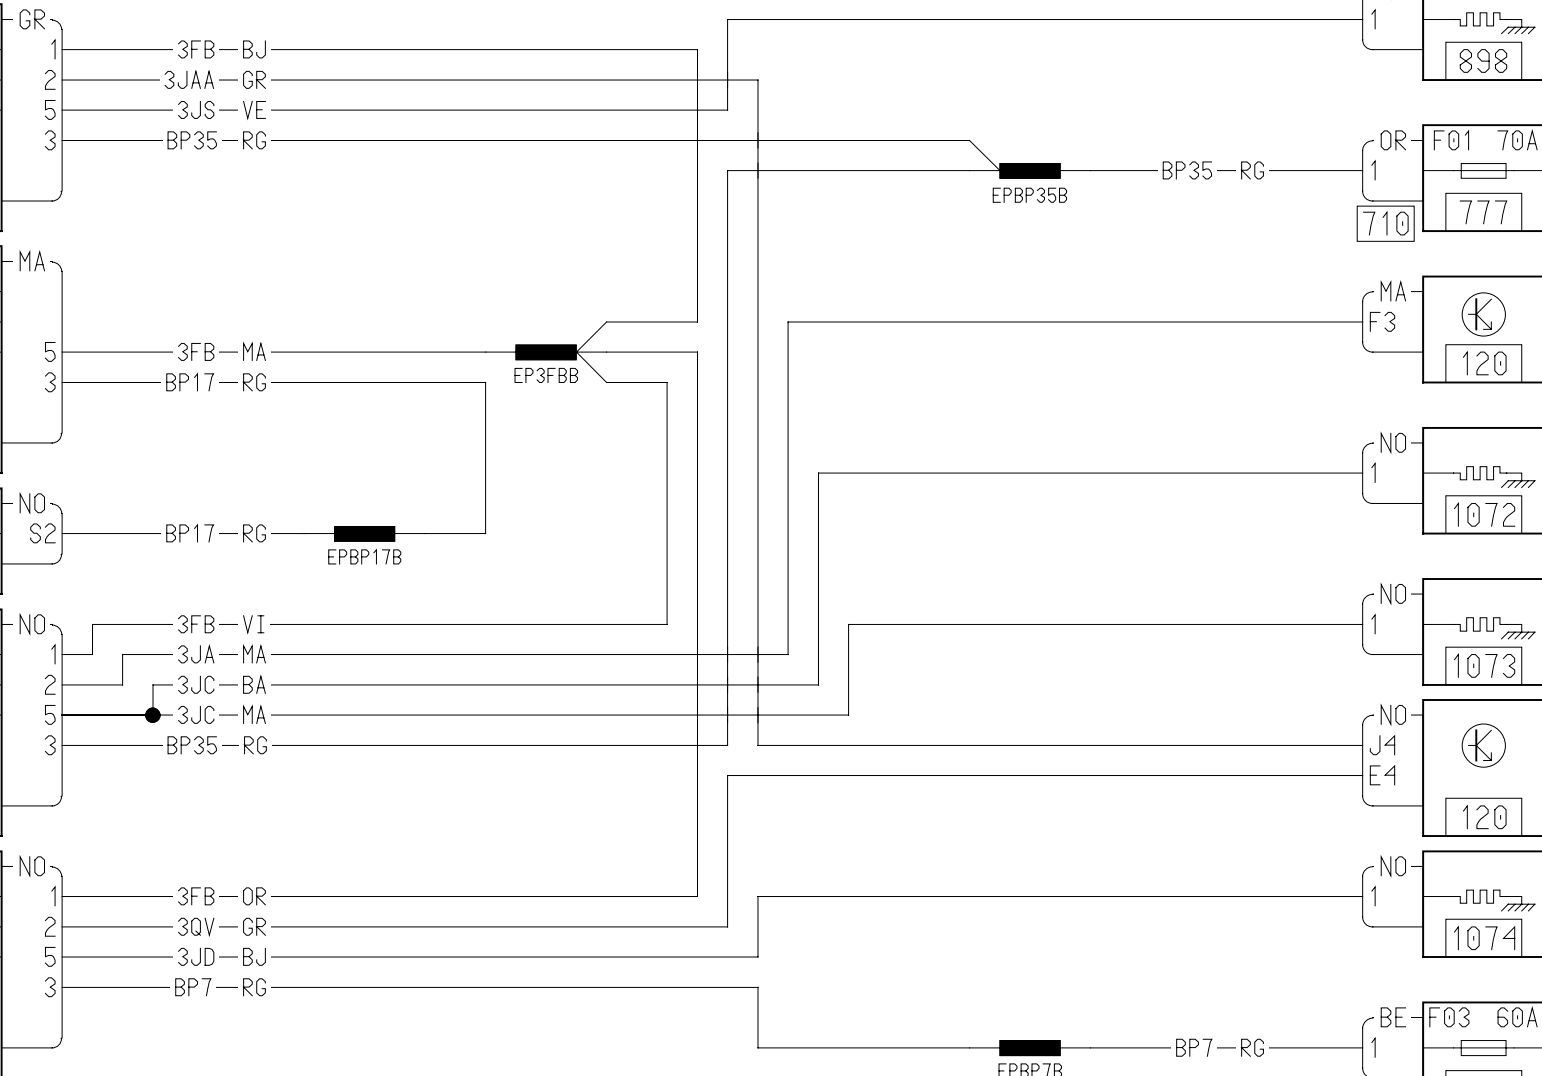 GR
1 3FB BJ
2 3JAA GR
5 3JS VE
3 BP35 RG
1
898
EPBP35B
BP35 RG
OR
1
F01 70A
777
710
MA
5 3FB MA
3 BP17 RG
EP3FBB
MA
F3
120
NO
S2 BP17 RG
EPBP17B
NO
1
1072
NO
1 3FB VI
2 3JA MA
3JC BA
5 3JC MA
3 BP35 RG
NO
1
1073
NO
J4
E4
120
NO
1 3FB OR
2 3QV GR
5 3JD BJ
3 BP7 RG
NO
1
1074
EPBP7B
BP7 RG
BE
1
F03 60A